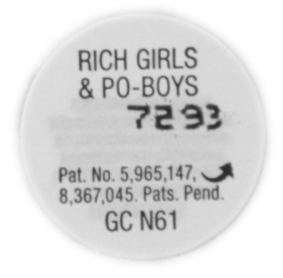 RICH GIRLS
& PO-BOYS
7293
Pat. No. 5,965,147,
8,367,045. Pats. Pend.
GC N61